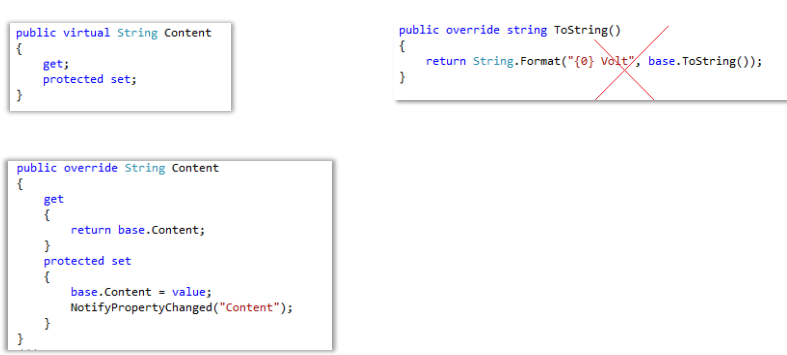 public virtual String Content
{
    get;
    protected set;
}
public override string ToString()
{
    return String.Format("{0} Volt", base.ToString());
}
public override String Content
{
    get
    {
        return base.Content;
    }
    protected set
    {
        base.Content = value;
        NotifyPropertyChanged("Content");
    }
}